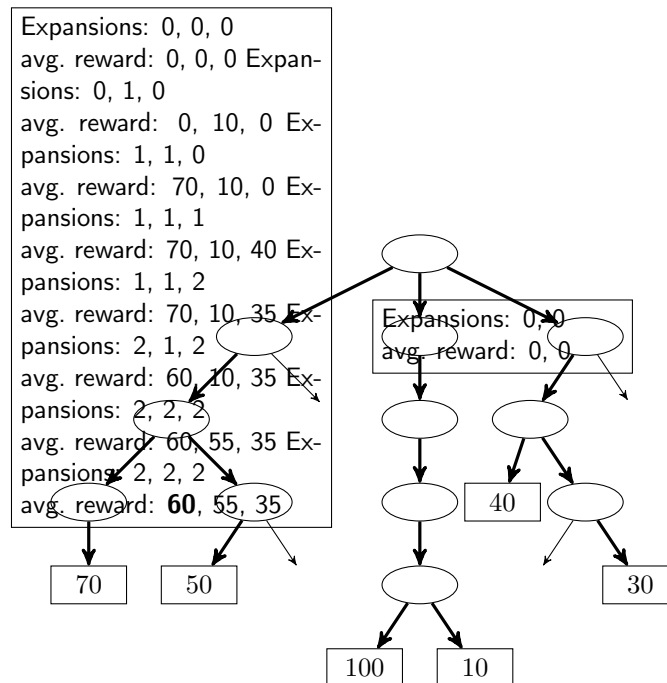 Expansions: 0, 0, 0
avg. reward: 0, 0, 0 Expan-
sions: 0, 1, 0
avg. reward: 0, 10, 0 Ex-
pansions: 1, 1, 0
avg. reward: 70, 10, 0 Ex-
pansions: 1, 1, 1
avg. reward: 70, 10, 40 Ex-
pansions: 1, 1, 2
avg. reward: 70, 10, 35 Ex-
pansions: 2, 1, 2
avg. reward: 60, 10, 35 Ex-
pansions: 2, 2, 2
avg. reward: 60, 55, 35 Ex-
pansions: 2, 2, 2
avg. reward: 60, 55, 35
Expansions: 0, 0
avg. reward: 0, 0
40
70
50
30
100
10